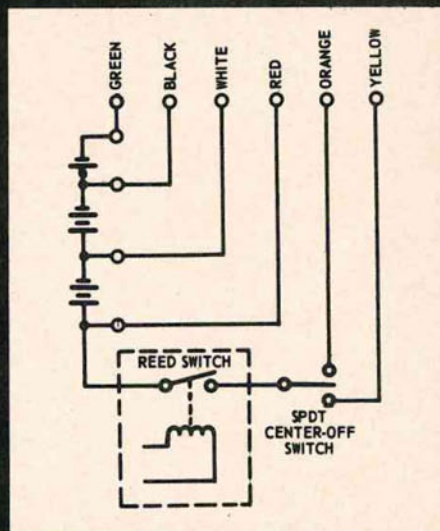 GREEN
BLACK
WHITE
RED
ORANGE
YELLOW
REED SWITCH
SPDT
CENTER-OFF
SWITCH